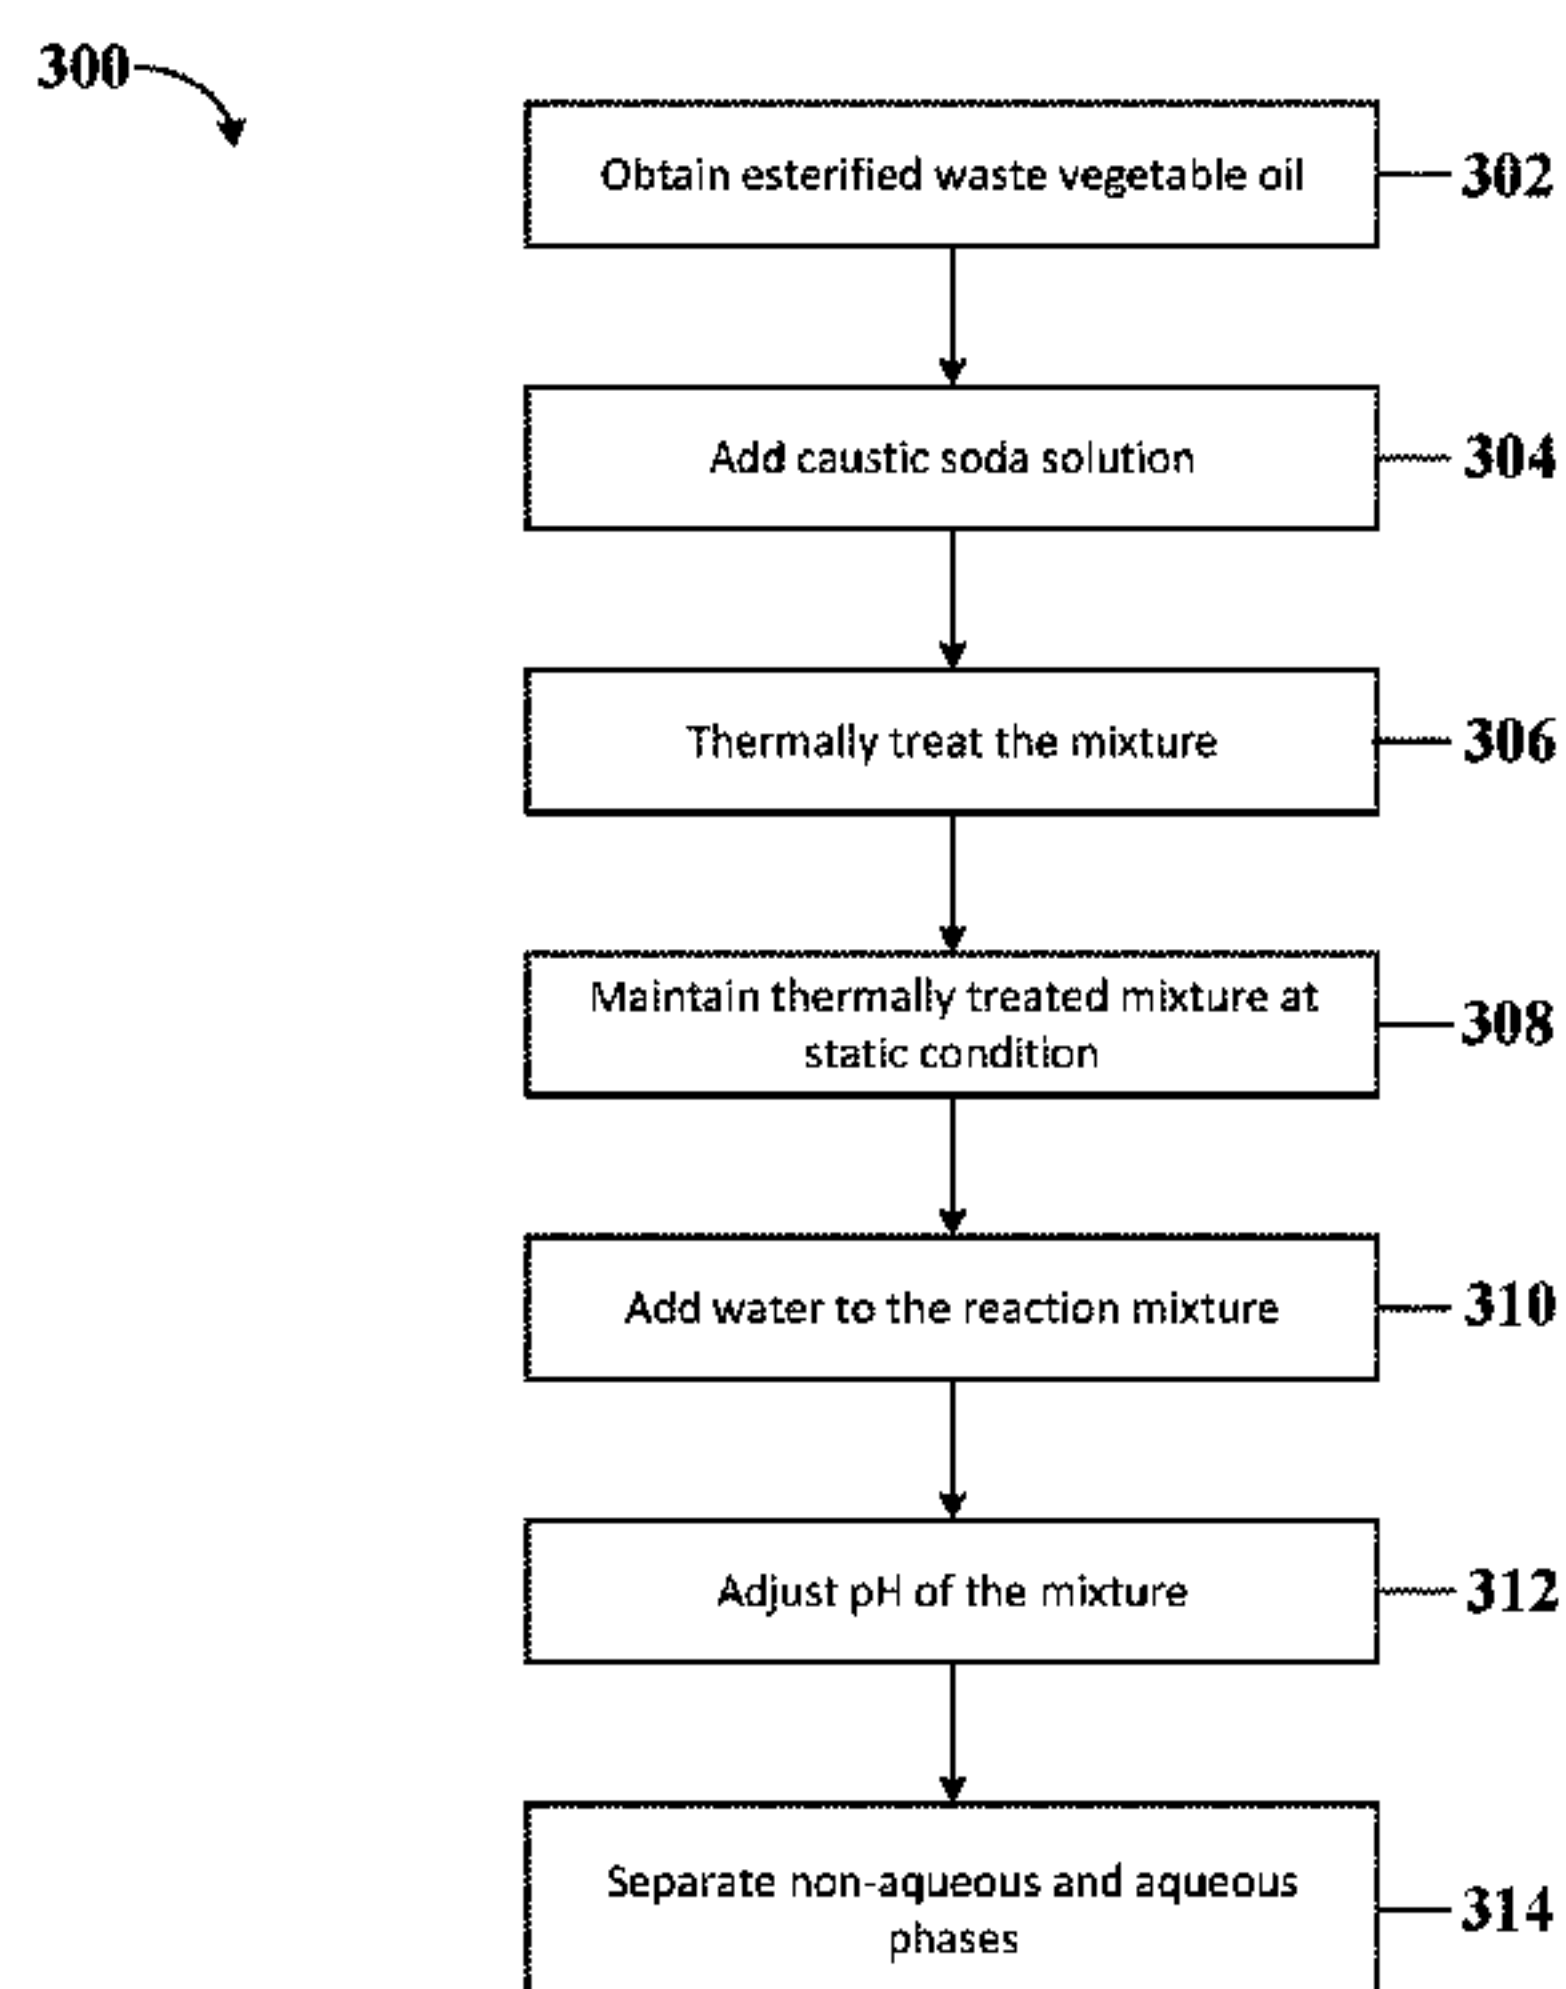 300
Obtain esterified waste vegetable oil
302
Add caustic soda solution
304
Thermally treat the mixture
306
Maintain thermally treated mixture at
static condition
308
Add water to the reaction mixture
310
Adjust pH of the mixture
312
Separate non-aqueous and aqueous
phases
314